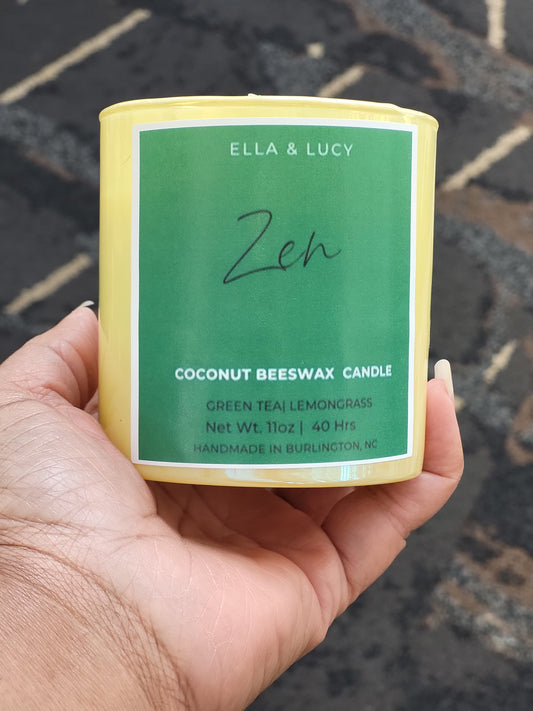 ELLA & LUCY
Zen
COCONUT BEESWAX CANDLE
GREEN TEA| LEMONGRASS
Net Wt. 11oz | 40 Hrs
HANDMADE IN BURLINGTON, NC